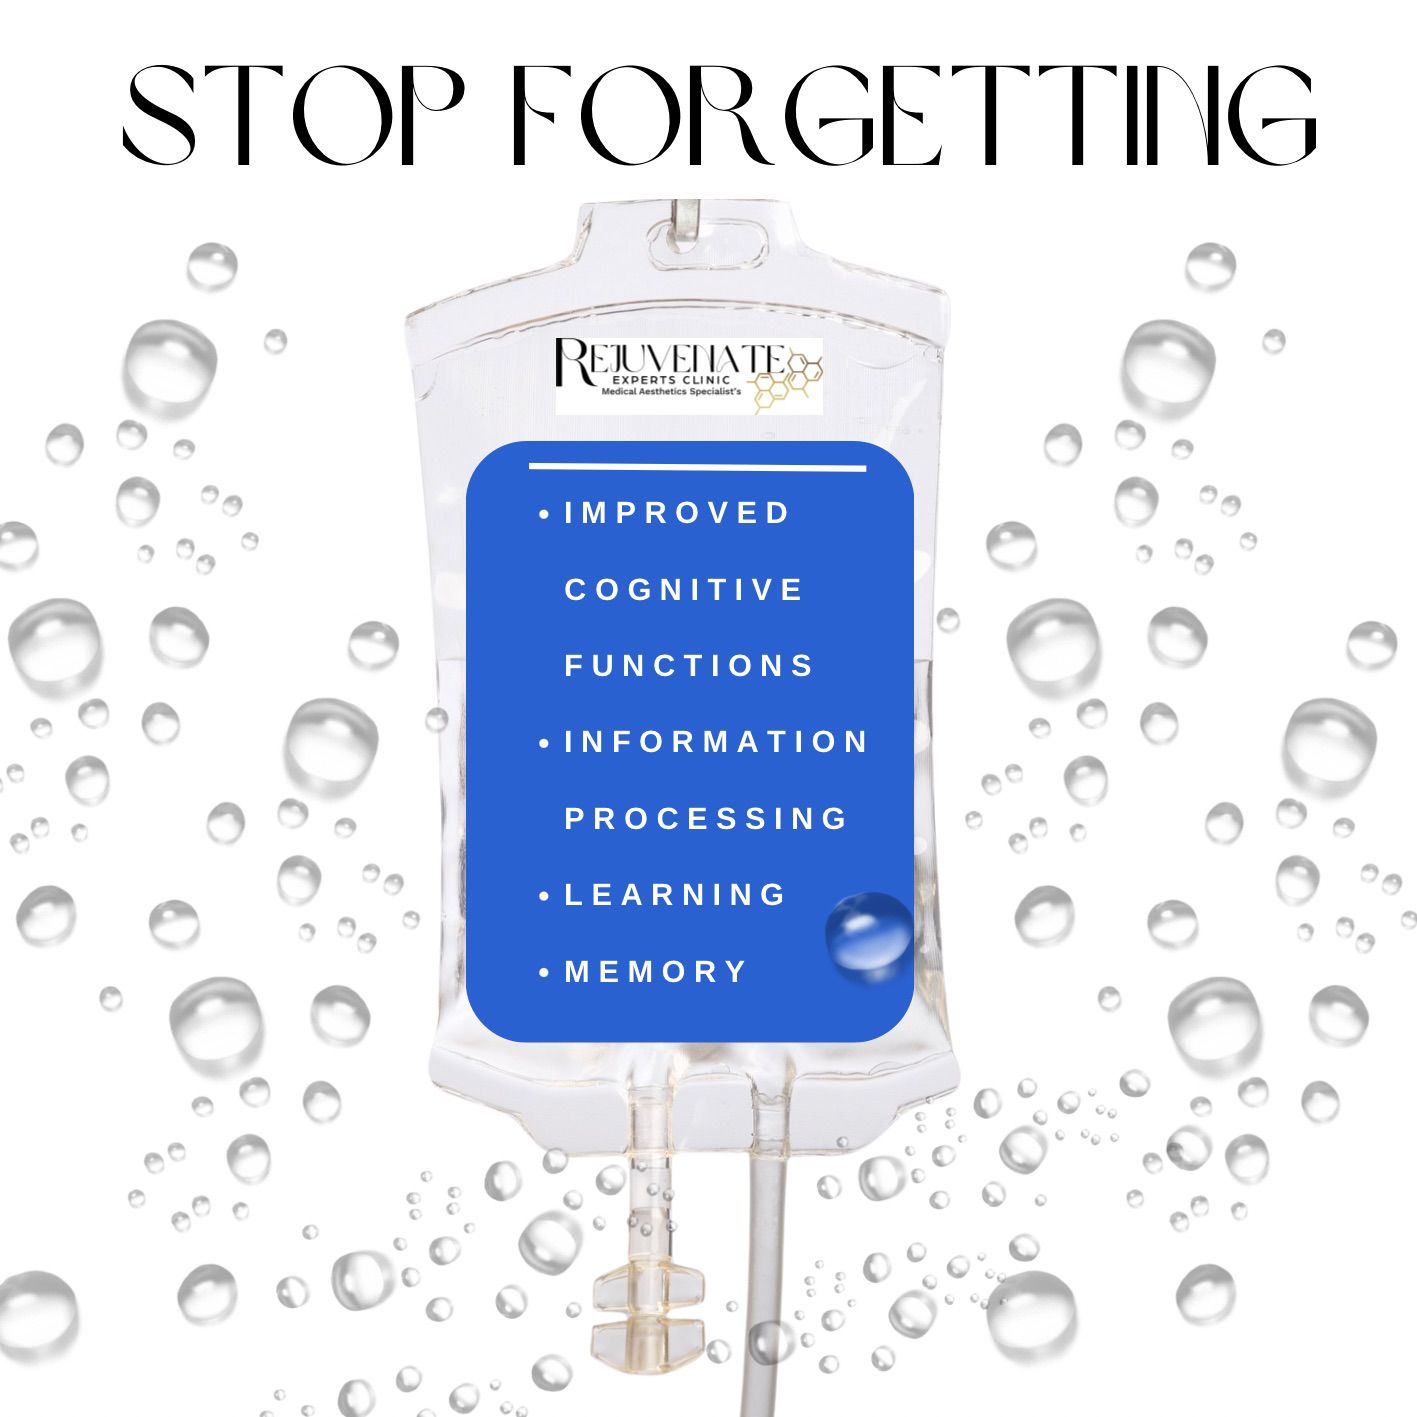 STOP FORGETTING
REJUVENATE
EXPERTS CLINIC
Medical Aesthetics Specialist's
• IMPROVED
COGNITIVE
FUNCTIONS
• INFORMATION
PROCESSING
• LEARNING
• MEMORY